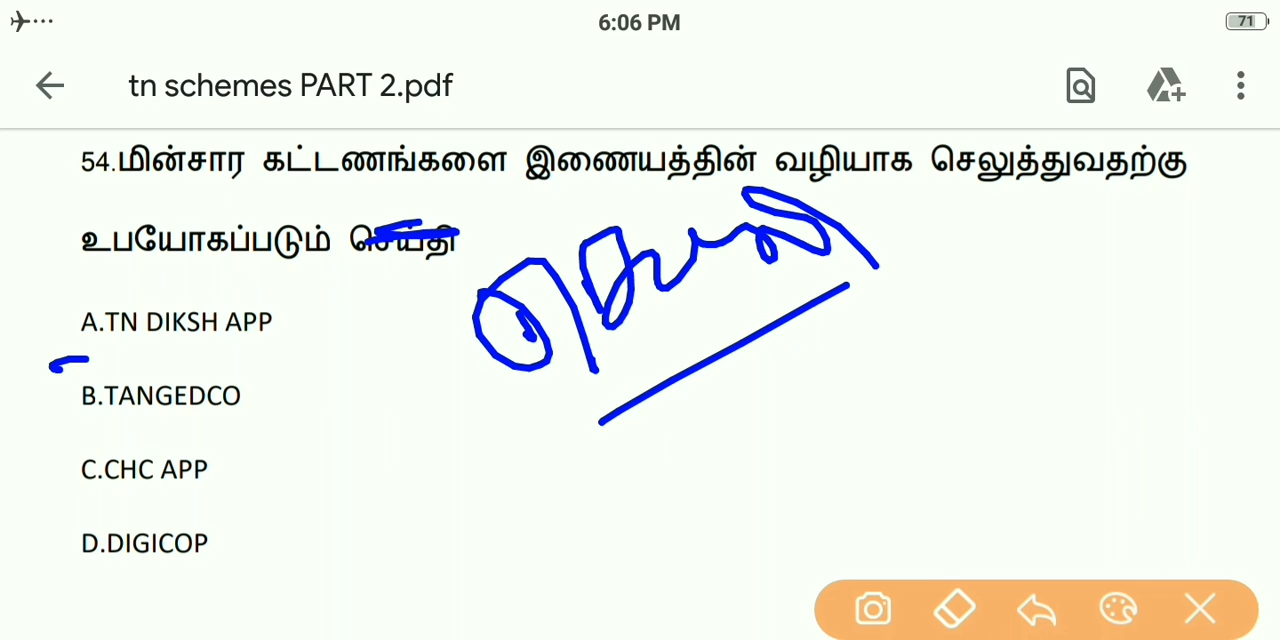 6:06 PM
71
tn schemes PART 2.pdf
54.மின்சார கட்டணங்களை இணையத்தின் வழியாக செலுத்துவதற்கு
உபயோகப்படும் செய்தி
செயலி
A.TN DIKSH APP
B.TANGEDCO
C.CHC APP
D.DIGICOP